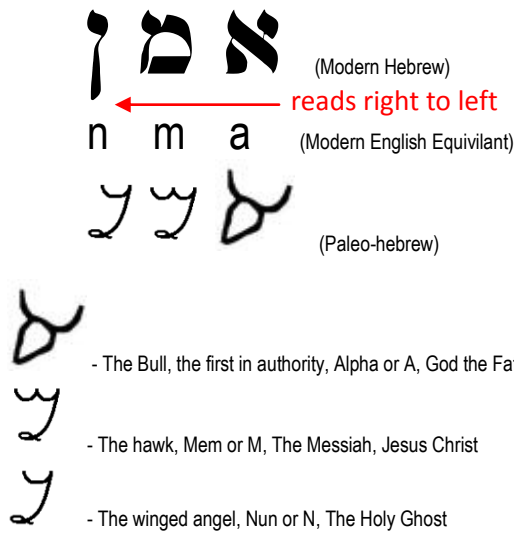 אמן
(Modern Hebrew)
reads right to left
n m a
(Modern English Equivilant)
(Paleo-hebrew)
- The Bull, the first in authority, Alpha or A, God the Fa
- The hawk, Mem or M, The Messiah, Jesus Christ
- The winged angel, Nun or N, The Holy Ghost